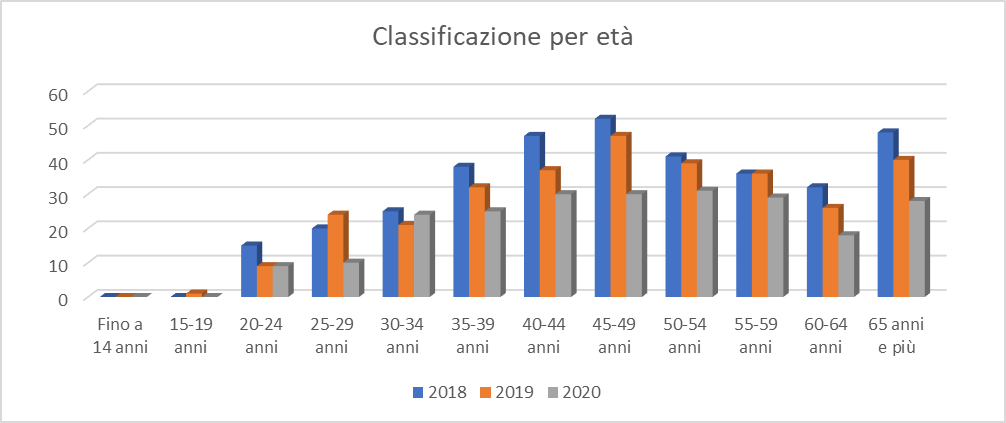 Classificazione per età
60
50
40
30
20
10
0
Fino a
14 anni
15-19
anni
20-24
anni
25-29
anni
30-34
anni
35-39
anni
40-44
anni
45-49
anni
50-54
anni
55-59
anni
60-64
anni
65 anni
e più
2018 2019 2020